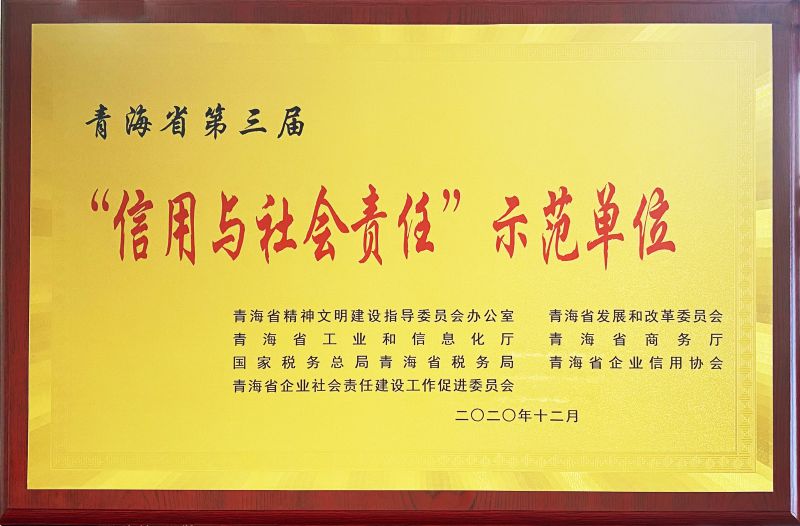 青海省第三届
“信用与社会责任”示范单位
青海省精神文明建设指导委员会办公室 青海省发展和改革委员会
青海省工业和信息化厅 青海省商务厅
国家税务总局青海省税务局 青海省企业信用协会
青海省企业社会责任建设工作促进委员会
二〇二〇年十二月